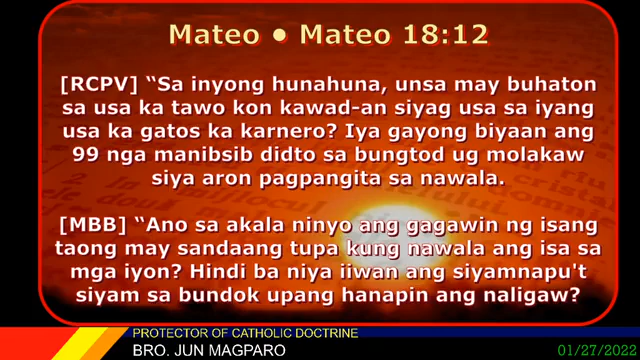 Mateo ● Mateo 18:12
[RCPV] “Sa inyong hunahuna, unsa may buhaton
sa usa ka tawo kon kawad-an siyag usa sa iyang
usa ka gatos ka karnero? Iya gayong biyaan ang
99 nga manibsib didto sa bungtod ug molakaw
siya aron pagpangita sa nawala.
[MBB] “Ano sa akala ninyo ang gagawin ng isang
taong may sandaang tupa kung nawala ang isa sa
mga iyon? Hindi ba niya iiwan ang siyamnapu't
siyam sa bundok upang hanapin ang naligaw?
PROTECTOR OF CATHOLIC DOCTRINE
BRO. JUN MAGPARO
01/27/2022